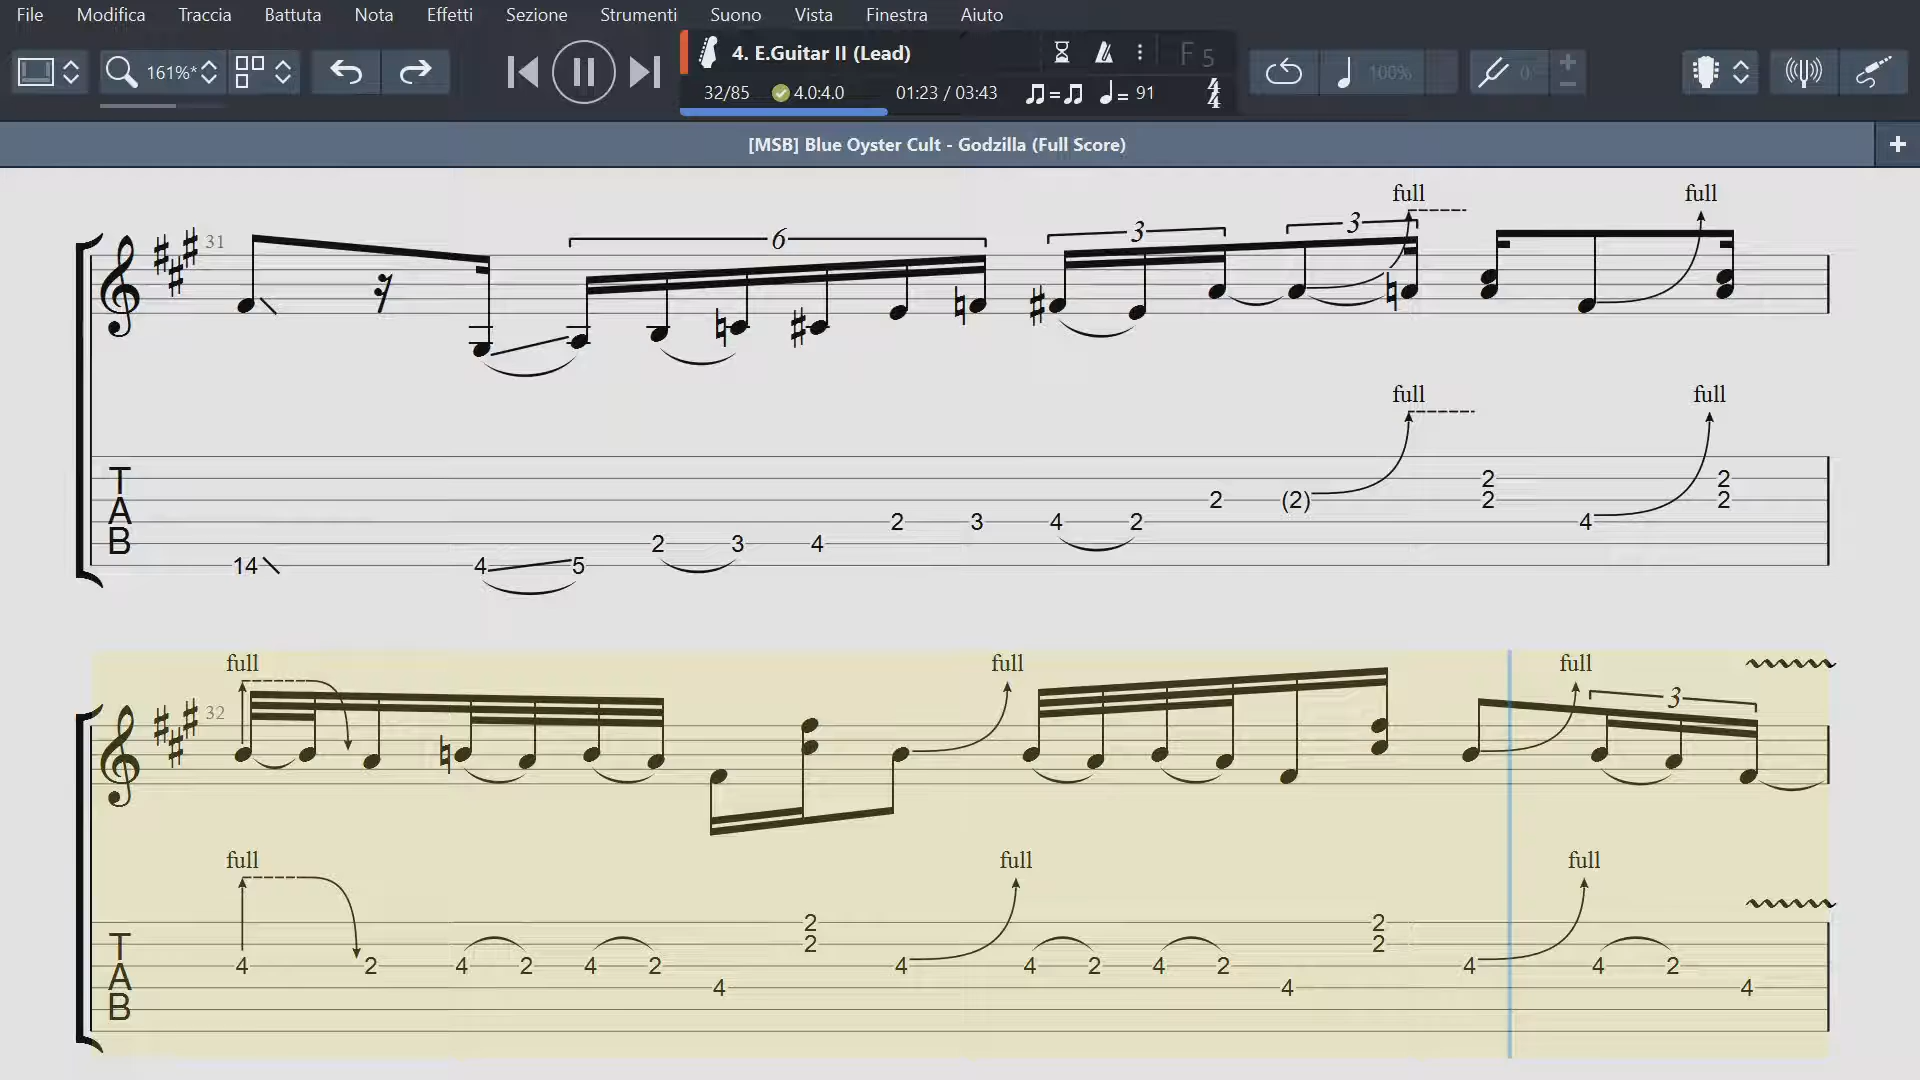 File Modifica Traccia Battuta Nota Effetti Sezione Strumenti Suono Vista Finestra Aiuto
161%*
4. E.Guitar II (Lead)
F 5
32/85 4.0:4.0 01:23 / 03:43 = = 91 4/4
100%
0
[MSB] Blue Oyster Cult - Godzilla (Full Score)
full full
31 6 3 3
full full
T A B
2 2
2 (2) 2 2
2 3 4 2 4
2 3 4
14 4 5
full full full
32 3
full full full
T A B
2 2
2 2
4 2 4 2 4 2 4 4 2 4 2 4 4 2
4 4 4